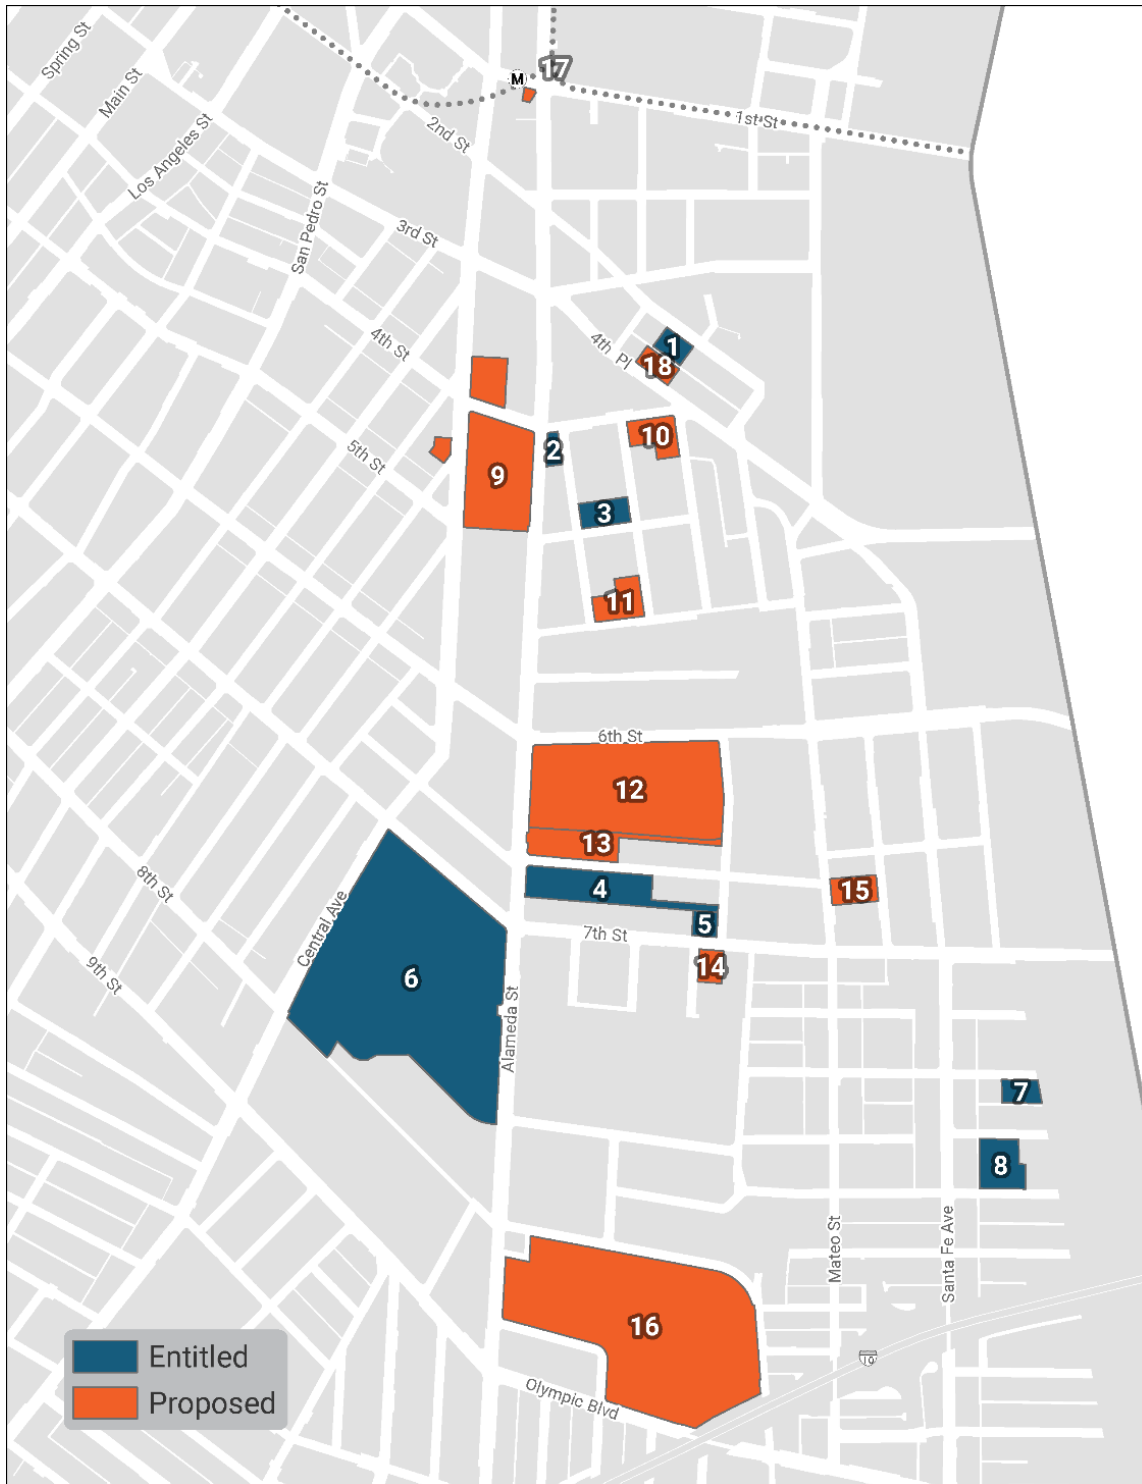 Spring St
Main St
Los Angeles St
San Pedro St
M
17
2nd St
1st St
3rd St
4th St
4th Pl
1
18
10
2
5th St
9
3
11
6th St
12
13
15
4
8th St
5
7th St
14
Central Ave
6
9th St
Alameda St
7
8
Mateo St
Santa Fe Ave
16
10
Olympic Blvd
Entitled
Proposed